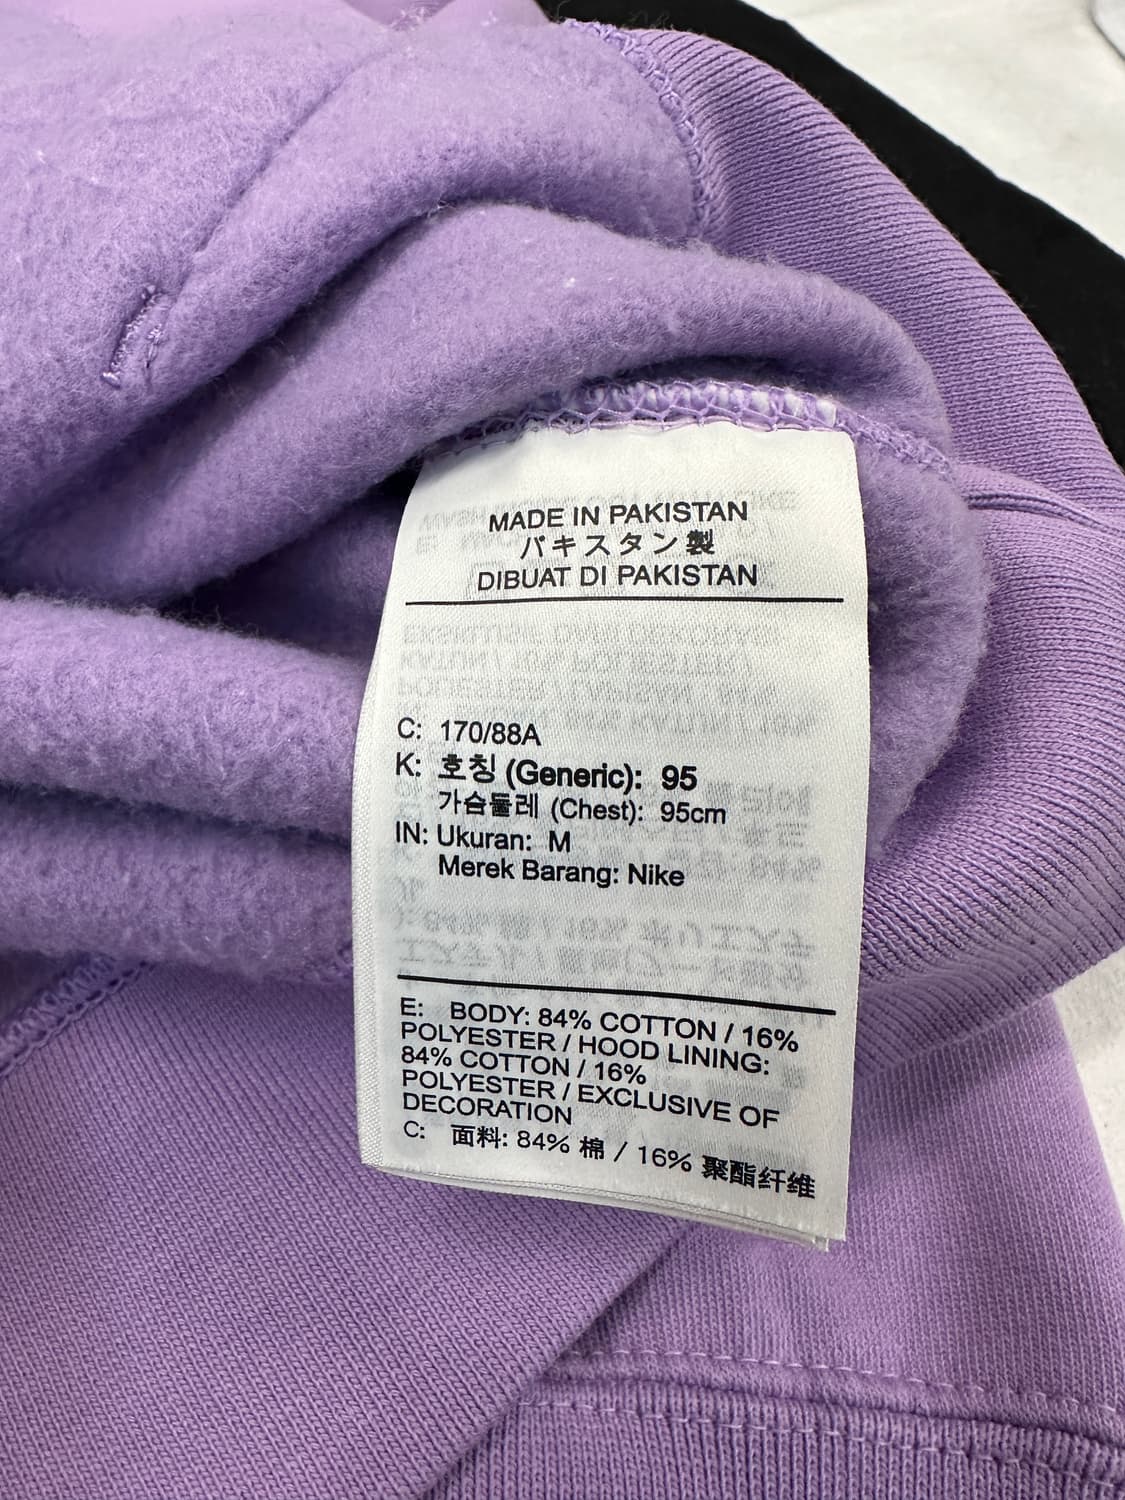 MADE IN PAKISTAN
パキスタン製
DIBUAT DI PAKISTAN
C: 170/88A
K: 호칭 (Generic): 95
가슴둘레 (Chest): 95cm
IN: Ukuran: M
Merek Barang: Nike
E: BODY: 84% COTTON / 16%
POLYESTER / HOOD LINING:
84% COTTON / 16%
POLYESTER / EXCLUSIVE OF
DECORATION
C: 面料: 84% 棉 / 16% 聚酯纤维